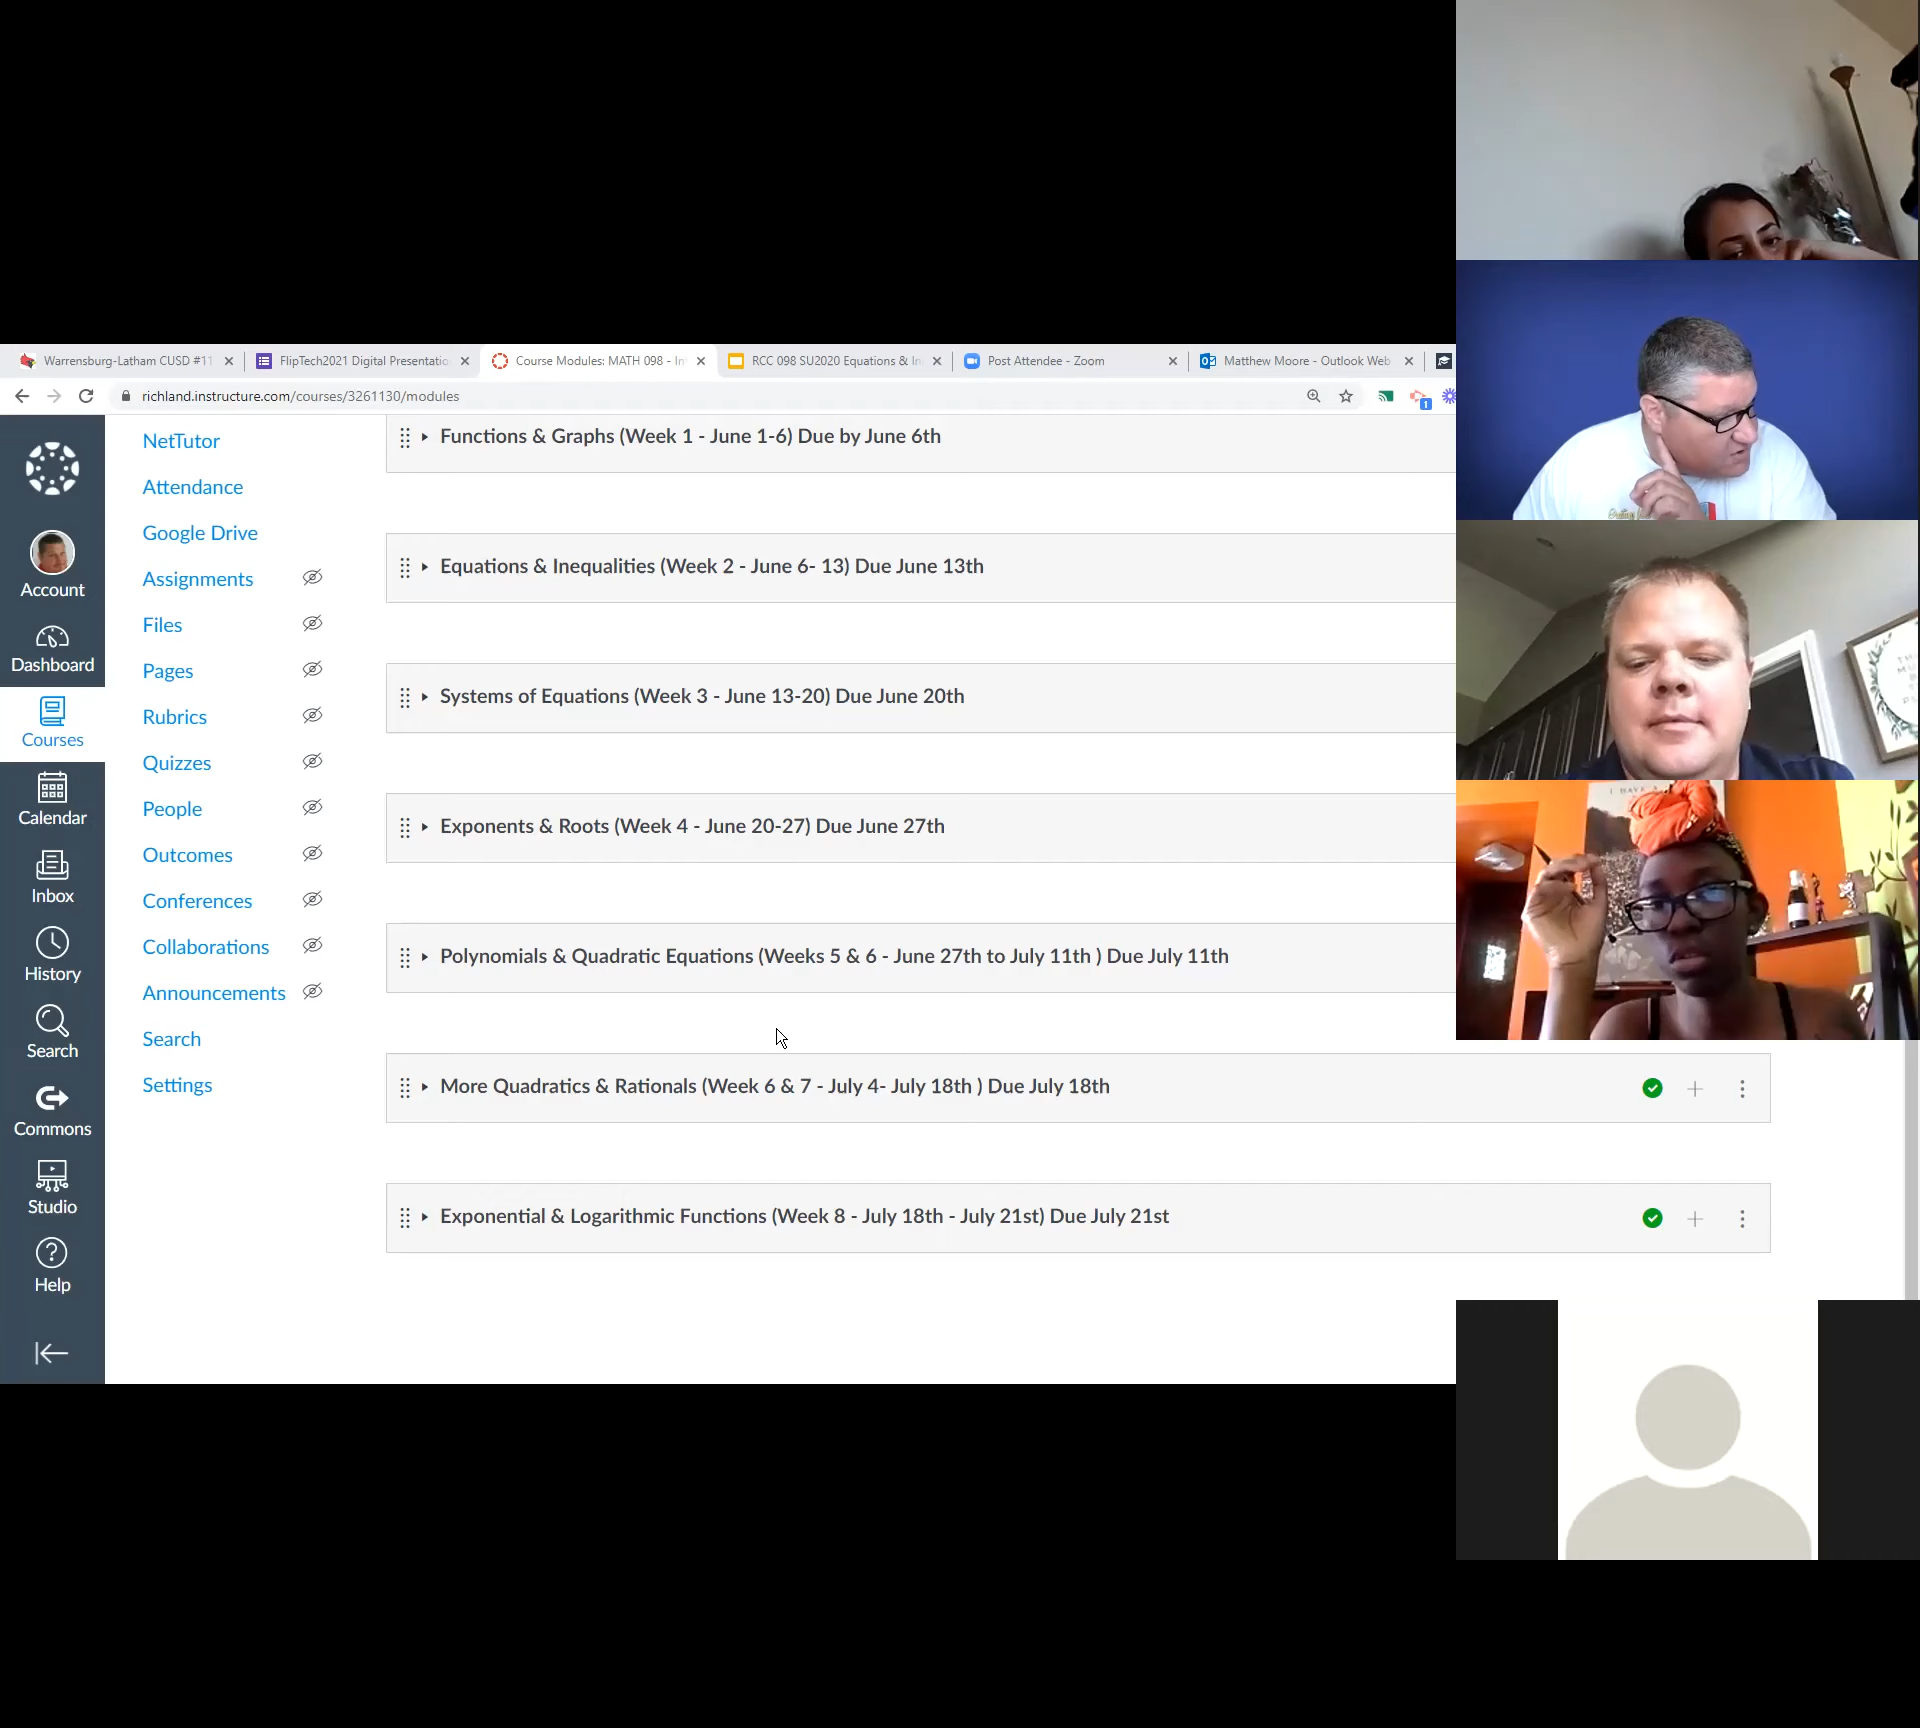 Warrensburg-Latham CUSD #11
FlipTech2021 Digital Presentatio
Course Modules: MATH 098 - In
RCC 098 SU2020 Equations & In
Post Attendee - Zoom
Matthew Moore - Outlook Web
richland.instructure.com/courses/3261130/modules
1
Account
Dashboard
Courses
Calendar
Inbox
History
Search
Commons
Studio
Help
NetTutor
Attendance
Google Drive
Assignments
Files
Pages
Rubrics
Quizzes
People
Outcomes
Conferences
Collaborations
Announcements
Search
Settings
Functions & Graphs (Week 1 - June 1-6) Due by June 6th
Equations & Inequalities (Week 2 - June 6- 13) Due June 13th
Systems of Equations (Week 3 - June 13-20) Due June 20th
Exponents & Roots (Week 4 - June 20-27) Due June 27th
Polynomials & Quadratic Equations (Weeks 5 & 6 - June 27th to July 11th ) Due July 11th
More Quadratics & Rationals (Week 6 & 7 - July 4- July 18th ) Due July 18th
Exponential & Logarithmic Functions (Week 8 - July 18th - July 21st) Due July 21st
I HAVE A